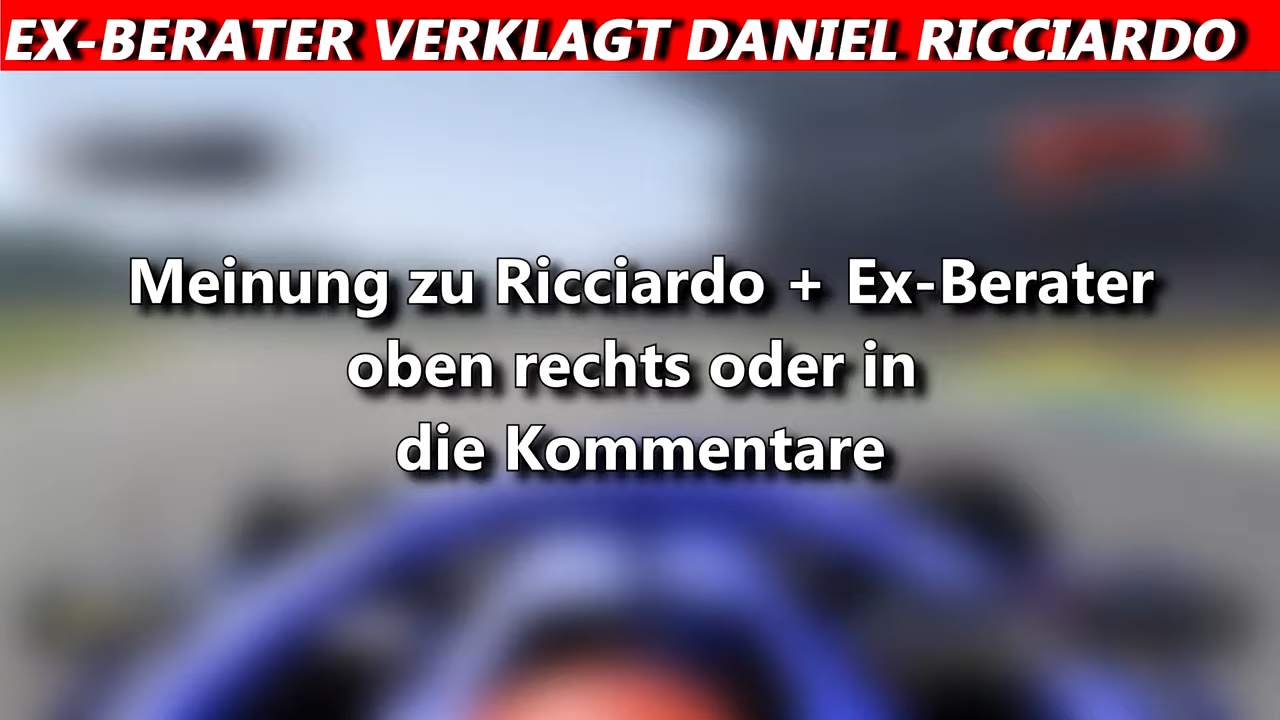 EX-BERATER VERKLAGT DANIEL RICCIARDO
Meinung zu Ricciardo + Ex-Berater
oben rechts oder in
die Kommentare